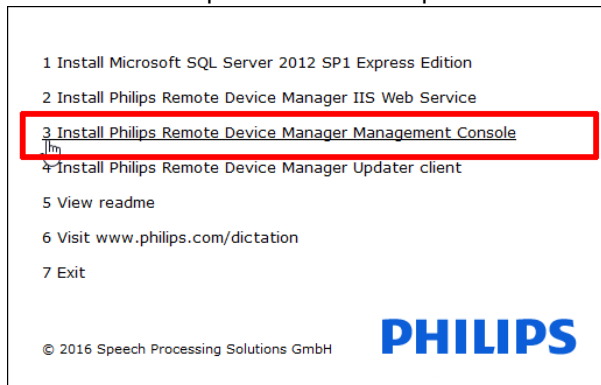 1 Install Microsoft SQL Server 2012 SP1 Express Edition
2 Install Philips Remote Device Manager IIS Web Service
3 Install Philips Remote Device Manager Management Console
4 Install Philips Remote Device Manager Updater client
5 View readme
6 Visit www.philips.com/dictation
7 Exit
© 2016 Speech Processing Solutions GmbH
PHILIPS